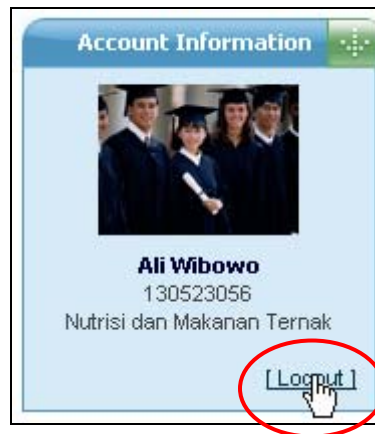 Account Information
Ali Wibowo
130523056
Nutrisi dan Makanan Ternak
[ Logout ]